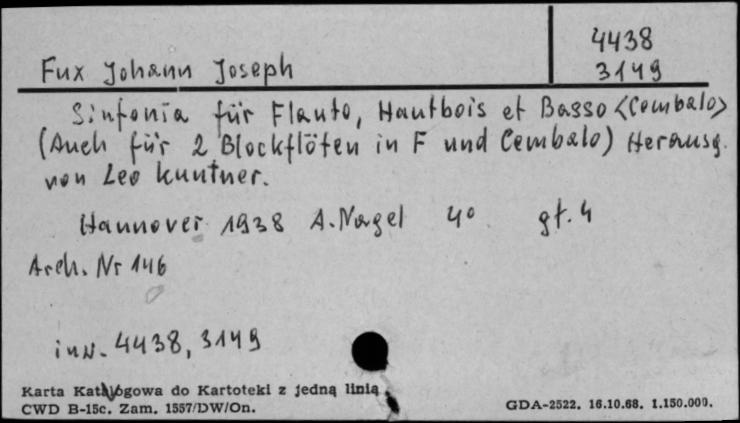 4438
Fux Johann Joseph 3149
Sinfonia für Flauto, Hautbois et Basso <Cembalo>
(Auch für 2 Blockflöten in F und Cembalo) Herausg.
von Leo Kuntner.
Hannover 1938 A. Nagel 4° gł. 4
Arch. Nr 146
inw. 4438, 3149
Karta Katalogowa do Kartoteki z jedną linią
CWD B-15c. Zam. 1557/DW/On. GDA-2522. 16.10.68. 1.150.000.